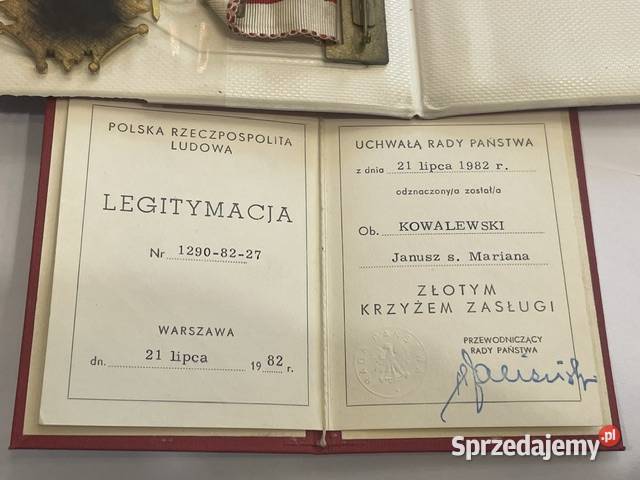 POLSKA RZECZPOSPOLITA
LUDOWA
LEGITYMACJA
Nr 1290-82-27
WARSZAWA
dn. 21 lipca 1982 r.
UCHWAŁĄ RADY PAŃSTWA
z dnia 21 lipca 1982 r.
odznaczony/a został/a
Ob. KOWALEWSKI
Janusz s. Mariana
ZŁOTYM
KRZYŻEM ZASŁUGI
PRZEWODNICZĄCY
RADY PAŃSTWA
Sprzedajemy.pl